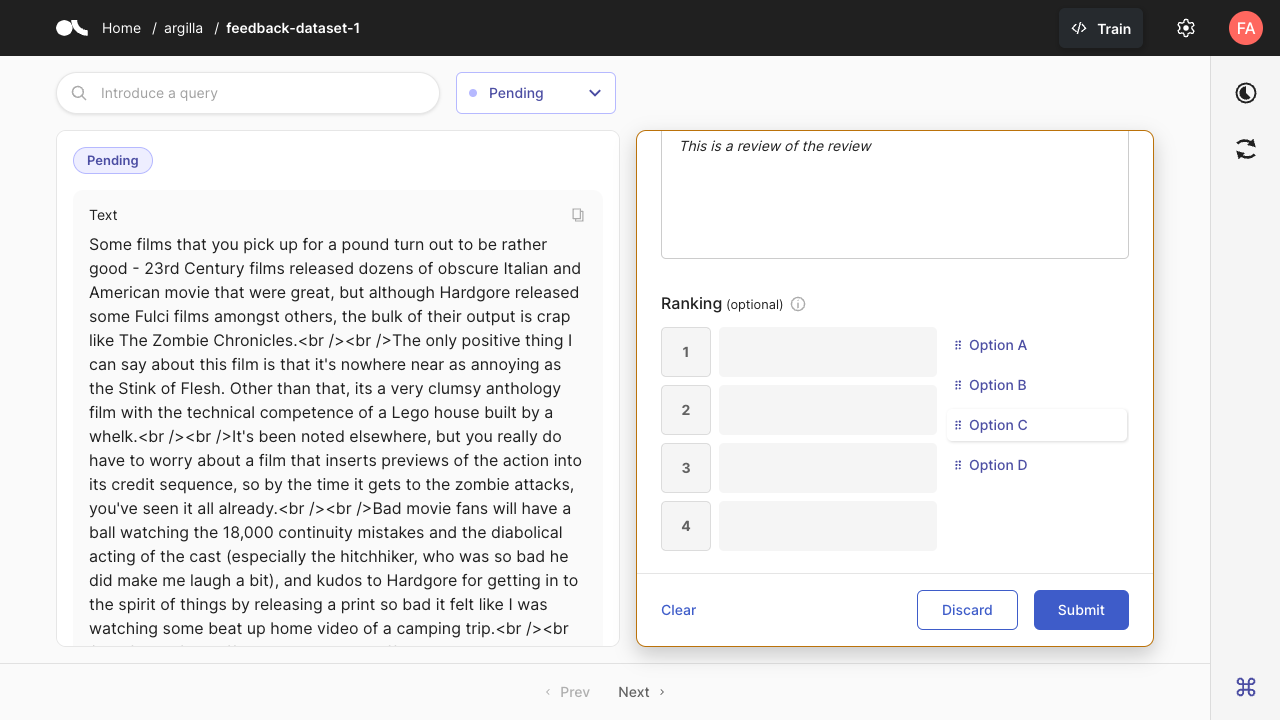 Home / argilla / feedback-dataset-1
Train
FA
Introduce a query
Pending
Pending
Text
Some films that you pick up for a pound turn out to be rather
good - 23rd Century films released dozens of obscure Italian and
American movie that were great, but although Hardgore released
some Fulci films amongst others, the bulk of their output is crap
like The Zombie Chronicles.<br /><br />The only positive thing I
can say about this film is that it's nowhere near as annoying as
the Stink of Flesh. Other than that, its a very clumsy anthology
film with the technical competence of a Lego house built by a
whelk.<br /><br />It's been noted elsewhere, but you really do
have to worry about a film that inserts previews of the action into
its credit sequence, so by the time it gets to the zombie attacks,
you've seen it all already.<br /><br />Bad movie fans will have a
ball watching the 18,000 continuity mistakes and the diabolical
acting of the cast (especially the hitchhiker, who was so bad he
did make me laugh a bit), and kudos to Hardgore for getting in to
the spirit of things by releasing a print so bad it felt like I was
watching some beat up home video of a camping trip.<br /><br
This is a review of the review
Ranking (optional)
1
2
3
4
Option A
Option B
Option C
Option D
Clear
Discard
Submit
Prev
Next